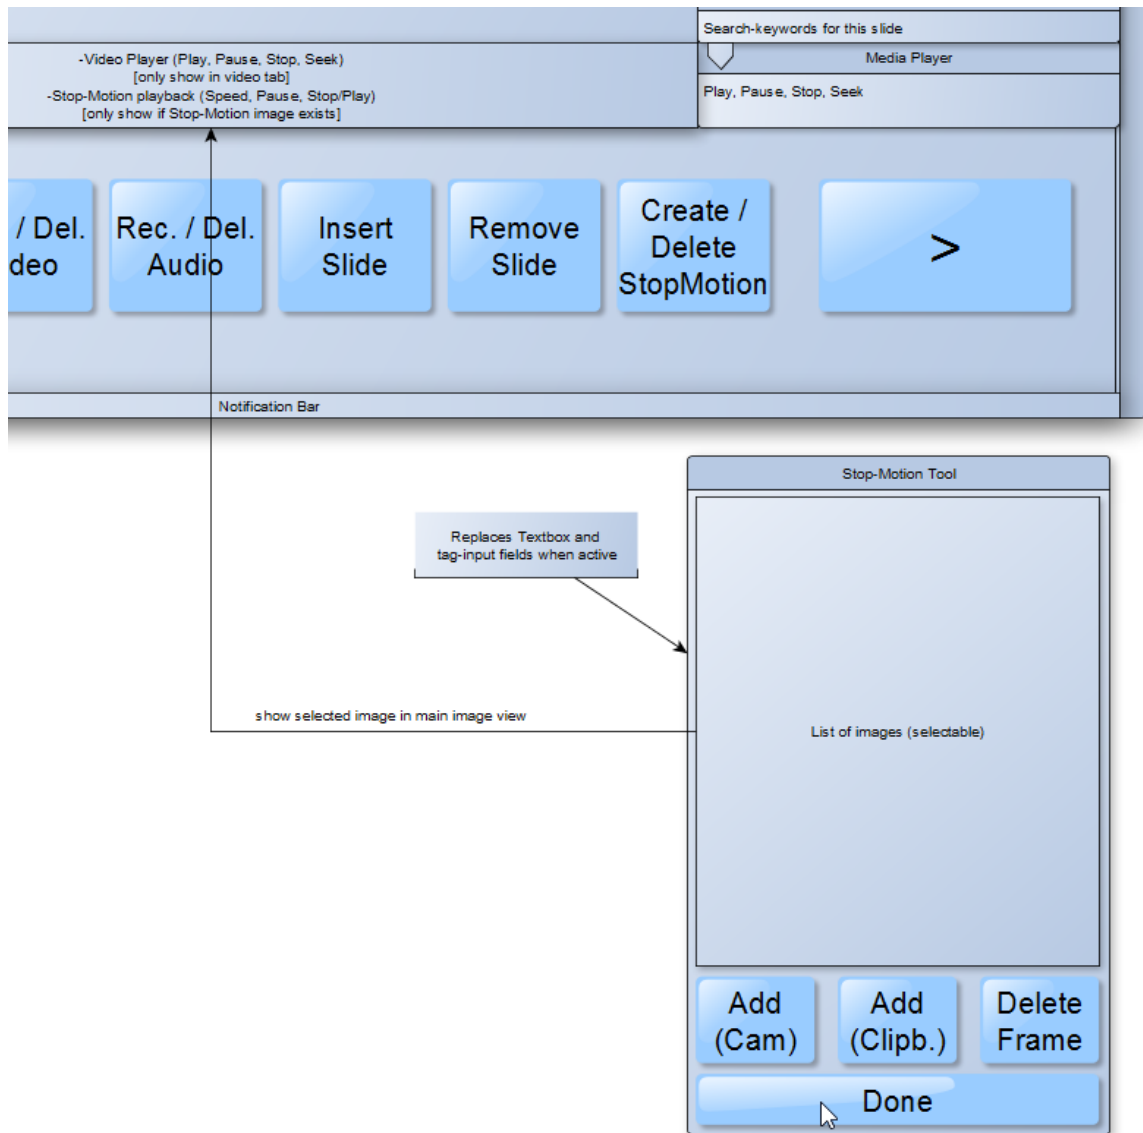 Search-keywords for this slide
-Video Player (Play, Pause, Stop, Seek)
[only show in video tab]
-Stop-Motion playback (Speed, Pause, Stop/Play)
[only show if Stop-Motion image exists]
Media Player
Play, Pause, Stop, Seek
/ Del.
deo
Rec. / Del.
Audio
Insert
Slide
Remove
Slide
Create /
Delete
StopMotion
>
Notification Bar
Stop-Motion Tool
Replaces Textbox and
tag-input fields when active
show selected image in main image view
List of images (selectable)
Add
(Cam)
Add
(Clipb.)
Delete
Frame
Done